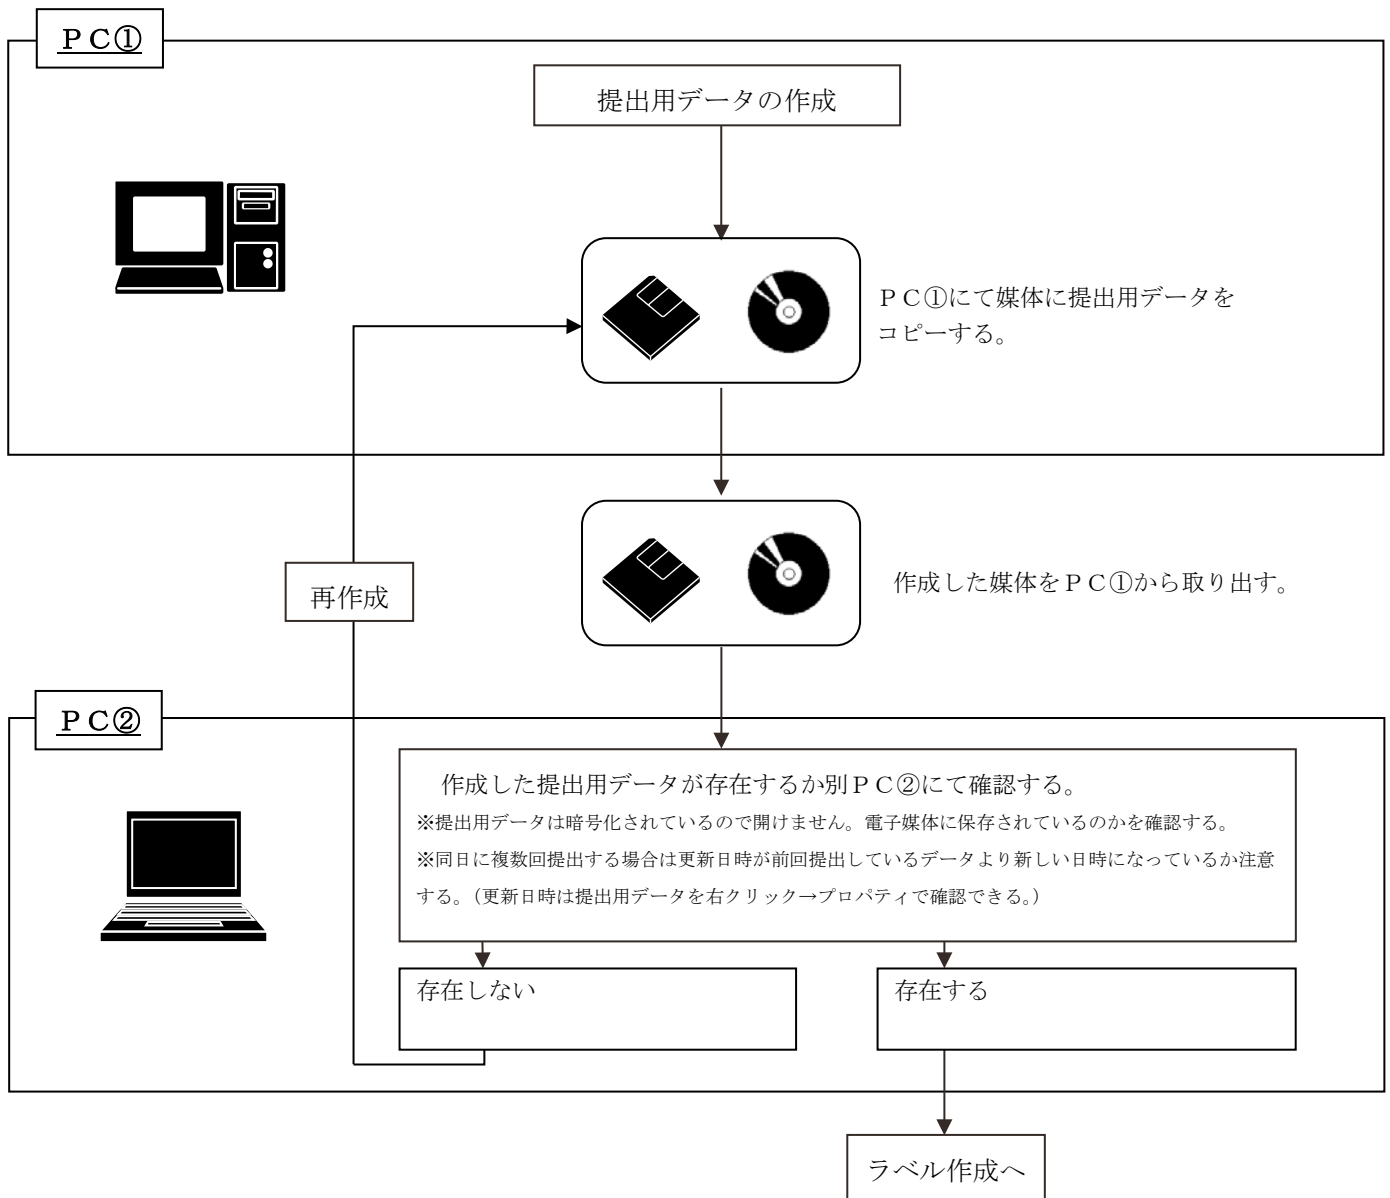 ＰＣ①
提出用データの作成
ＰＣ①にて媒体に提出用データを
コピーする。
再作成
作成した媒体をＰＣ①から取り出す。
ＰＣ②
作成した提出用データが存在するか別ＰＣ②にて確認する。
※提出用データは暗号化されているので開けません。電子媒体に保存されているのかを確認する。
※同日に複数回提出する場合は更新日時が前回提出しているデータより新しい日時になっているか注意
する。（更新日時は提出用データを右クリック→プロパティで確認できる。）
存在しない
存在する
ラベル作成へ